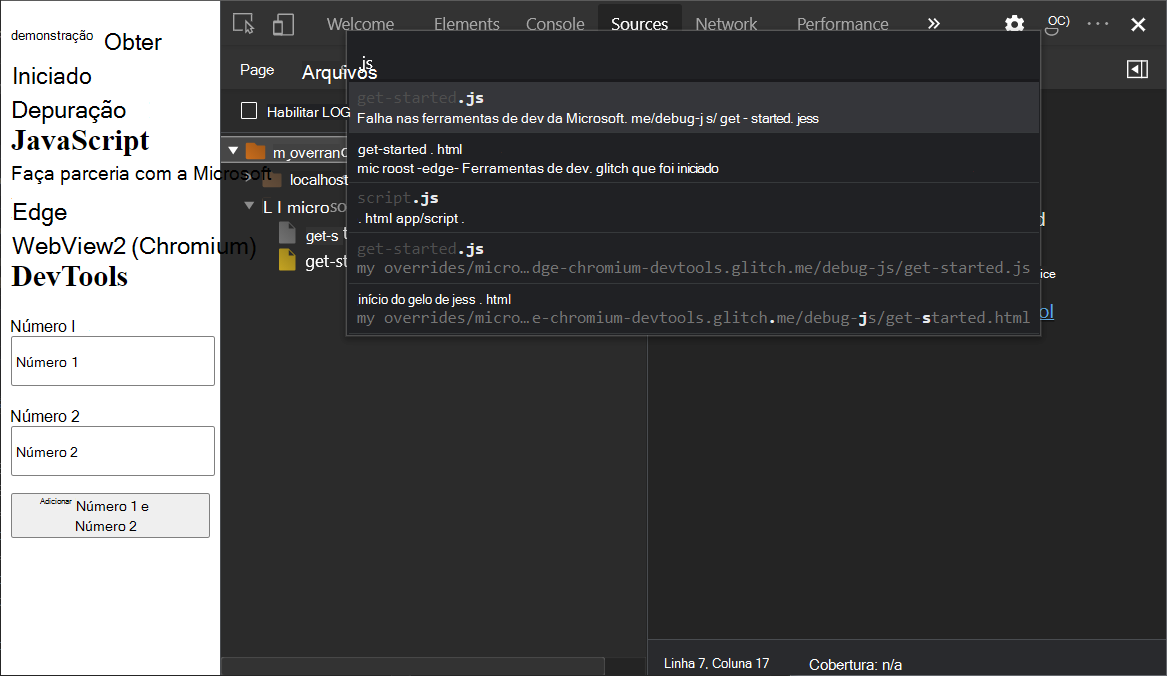 demonstração Obter
Iniciado
Depuração
JavaScript
Faça parceria com a Microsoft
Edge
WebView2 (Chromium)
DevTools
Número I
Número 1
Número 2
Número 2
Adicionar Número 1 e
Número 2
Welcome Elements Console Sources Network Performance
Page Arquivos
Habilitar LOG
m_overran
localhost
L I microso
get-s
get-st
js
get-started.js
Falha nas ferramentas de dev da Microsoft. me/debug-j s/ get - started. jess
get-started . html
mic roost -edge- Ferramentas de dev. glitch que foi iniciado
script.js
. html app/script .
get-started.js
my overrides/micro…dge-chromium-devtools.glitch.me/debug-js/get-started.js
início do gelo de jess . html
my overrides/micro…e-chromium-devtools.glitch.me/debug-js/get-started.html
OC)
d
ice
ol
Linha 7, Coluna 17 Cobertura: n/a